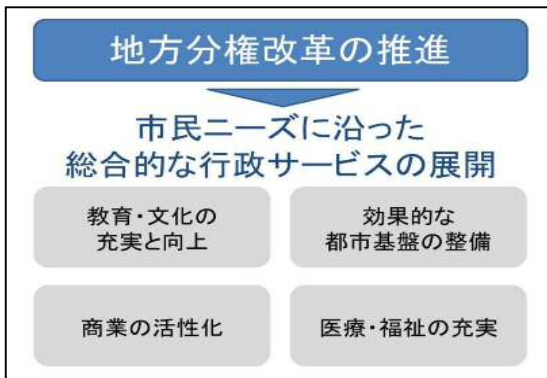 地方分権改革の推進
市民ニーズに沿った
総合的な行政サービスの展開
教育・文化の
充実と向上
効果的な
都市基盤の整備
商業の活性化
医療・福祉の充実